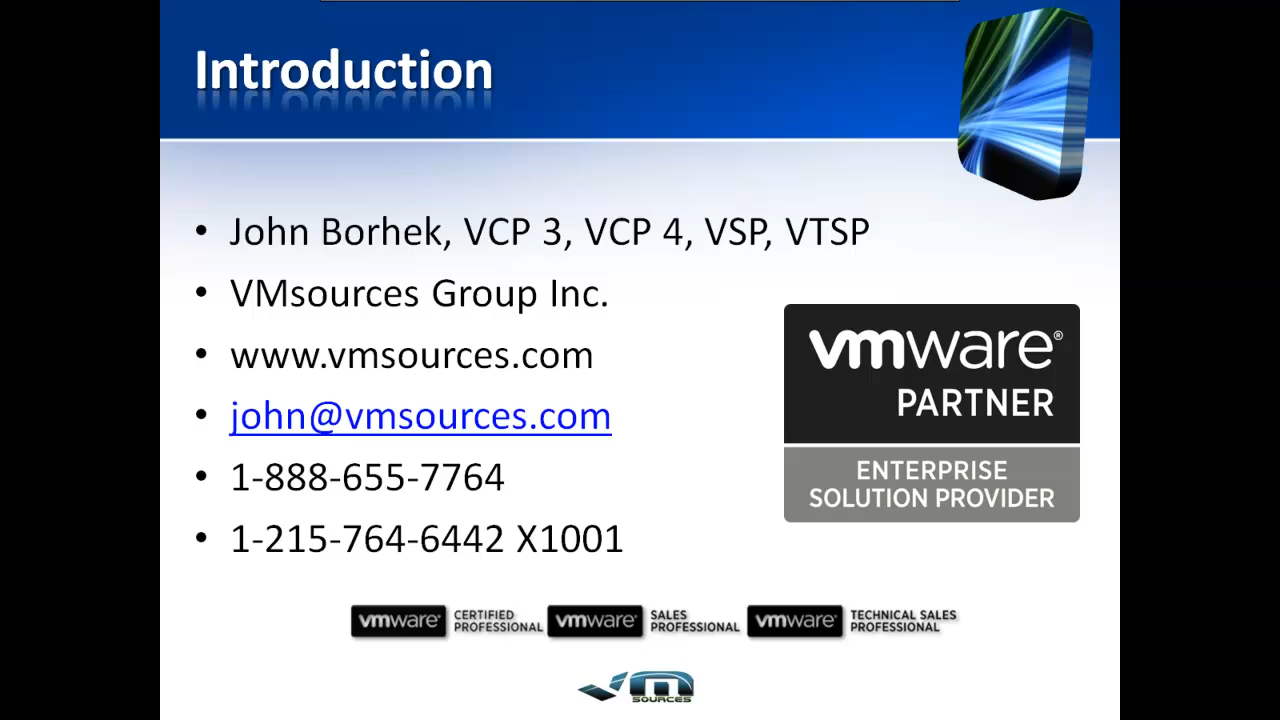 Introduction
• John Borhek, VCP 3, VCP 4, VSP, VTSP
• VMsources Group Inc.
• www.vmsources.com
• john@vmsources.com
• 1-888-655-7764
• 1-215-764-6442 X1001
vmware®
PARTNER
ENTERPRISE
SOLUTION PROVIDER
vmware CERTIFIED PROFESSIONAL
vmware SALES PROFESSIONAL
vmware TECHNICAL SALES PROFESSIONAL
VM
SOURCES